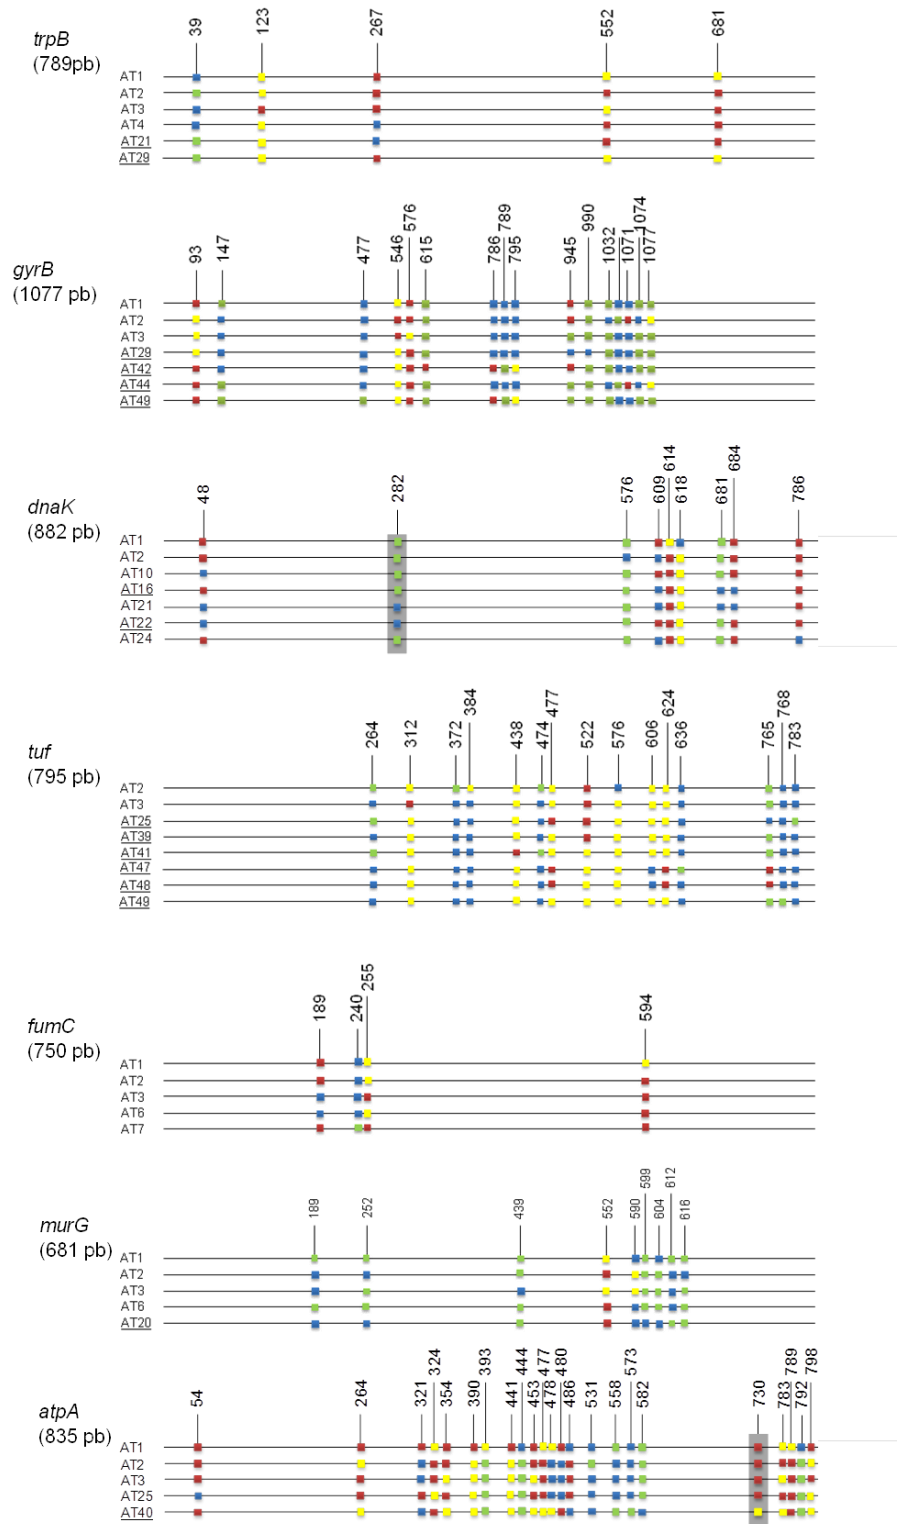 trpB
(789pb)
39 123 267 552 681
AT1
AT2
AT3
AT4
AT21
AT29
gyrB
(1077 pb)
93 147 477 546 576 615 786 789 795 945 990 1032 1071 1074 1077
AT1
AT2
AT3
AT29
AT42
AT44
AT49
dnaK
(882 pb)
48 282 576 609 614 618 681 684 786
AT1
AT2
AT10
AT16
AT21
AT22
AT24
tuf
(795 pb)
264 312 372 384 438 474 477 522 576 606 624 636 765 768 783
AT2
AT3
AT25
AT39
AT41
AT47
AT48
AT49
fumC
(750 pb)
189 240 255 594
AT1
AT2
AT3
AT6
AT7
murG
(681 pb)
189 252 439 552 590 599 604 612 616
AT1
AT2
AT3
AT6
AT20
atpA
(835 pb)
54 264 321 324 354 390 393 441 444 453 477 478 480 486 531 558 573 582 730 783 789 792 798
AT1
AT2
AT3
AT25
AT40